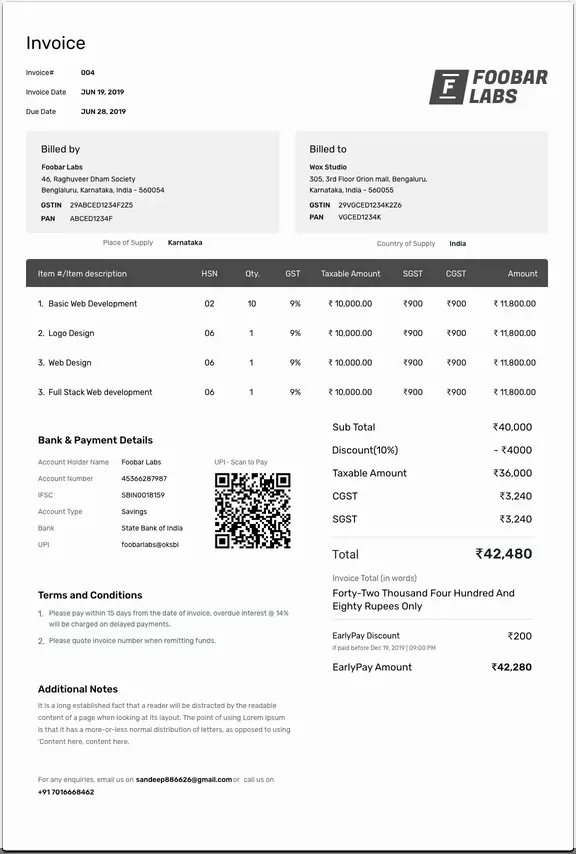 Invoice
Invoice# 004
Invoice Date JUN 19, 2019
Due Date JUN 28, 2019
F FOOBAR
LABS
Billed by
Foobar Labs
46, Raghuveer Dham Society
Benglaluru, Karnataka, India - 560054
GSTIN 29ABCED1234F2Z5
PAN ABCED1234F
Billed to
Wox Studio
305, 3rd Floor Orion mall, Bengaluru,
Karnataka, India - 560055
GSTIN 29VGCED1234K2Z6
PAN VGCED1234K
Place of Supply Karnataka
Country of Supply India
Item #/Item description HSN Qty. GST Taxable Amount SGST CGST Amount
1. Basic Web Development 02 10 9% ₹ 10,000.00 ₹900 ₹900 ₹ 11,800.00
2. Logo Design 06 1 9% ₹ 10,000.00 ₹900 ₹900 ₹ 11,800.00
3. Web Design 06 1 9% ₹ 10,000.00 ₹900 ₹900 ₹ 11,800.00
3. Full Stack Web development 06 1 9% ₹ 10,000.00 ₹900 ₹900 ₹ 11,800.00
Bank & Payment Details
Account Holder Name Foobar Labs
Account Number 45366287987
IFSC SBIN0018159
Account Type Savings
Bank State Bank of India
UPI foobarlabs@oksbi
UPI - Scan to Pay
Sub Total ₹40,000
Discount(10%) - ₹4000
Taxable Amount ₹36,000
CGST ₹3,240
SGST ₹3,240
Total ₹42,480
Invoice Total (in words)
Forty-Two Thousand Four Hundred And
Eighty Rupees Only
EarlyPay Discount ₹200
if paid before Dec 19, 2019 | 09:00 PM
EarlyPay Amount ₹42,280
Terms and Conditions
1. Please pay within 15 days from the date of invoice, overdue interest @ 14%
will be charged on delayed payments.
2. Please quote invoice number when remitting funds.
Additional Notes
It is a long established fact that a reader will be distracted by the readable
content of a page when looking at its layout. The point of using Lorem Ipsum
is that it has a more-or-less normal distribution of letters, as opposed to using
'Content here, content here.
For any enquiries, email us on sandeep886626@gmail.com or call us on
+91 7016668462